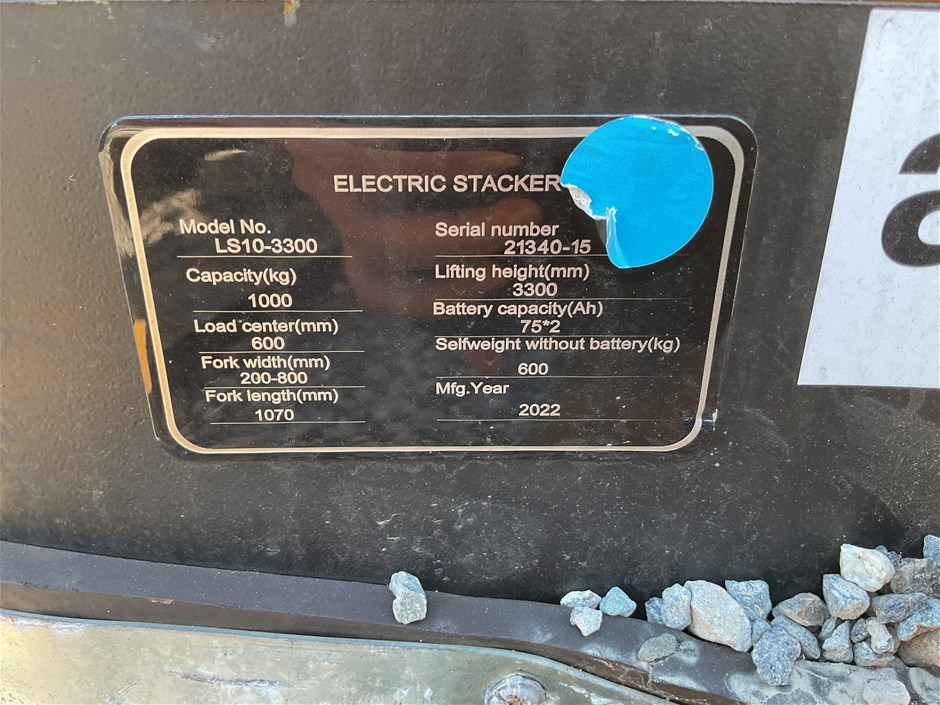 ELECTRIC STACKER
Model No.
LS10-3300
Capacity(kg)
1000
Load center(mm)
600
Fork width(mm)
200-800
Fork length(mm)
1070
Serial number
21340-15
Lifting height(mm)
3300
Battery capacity(Ah)
75*2
Selfweight without battery(kg)
600
Mfg.Year
2022